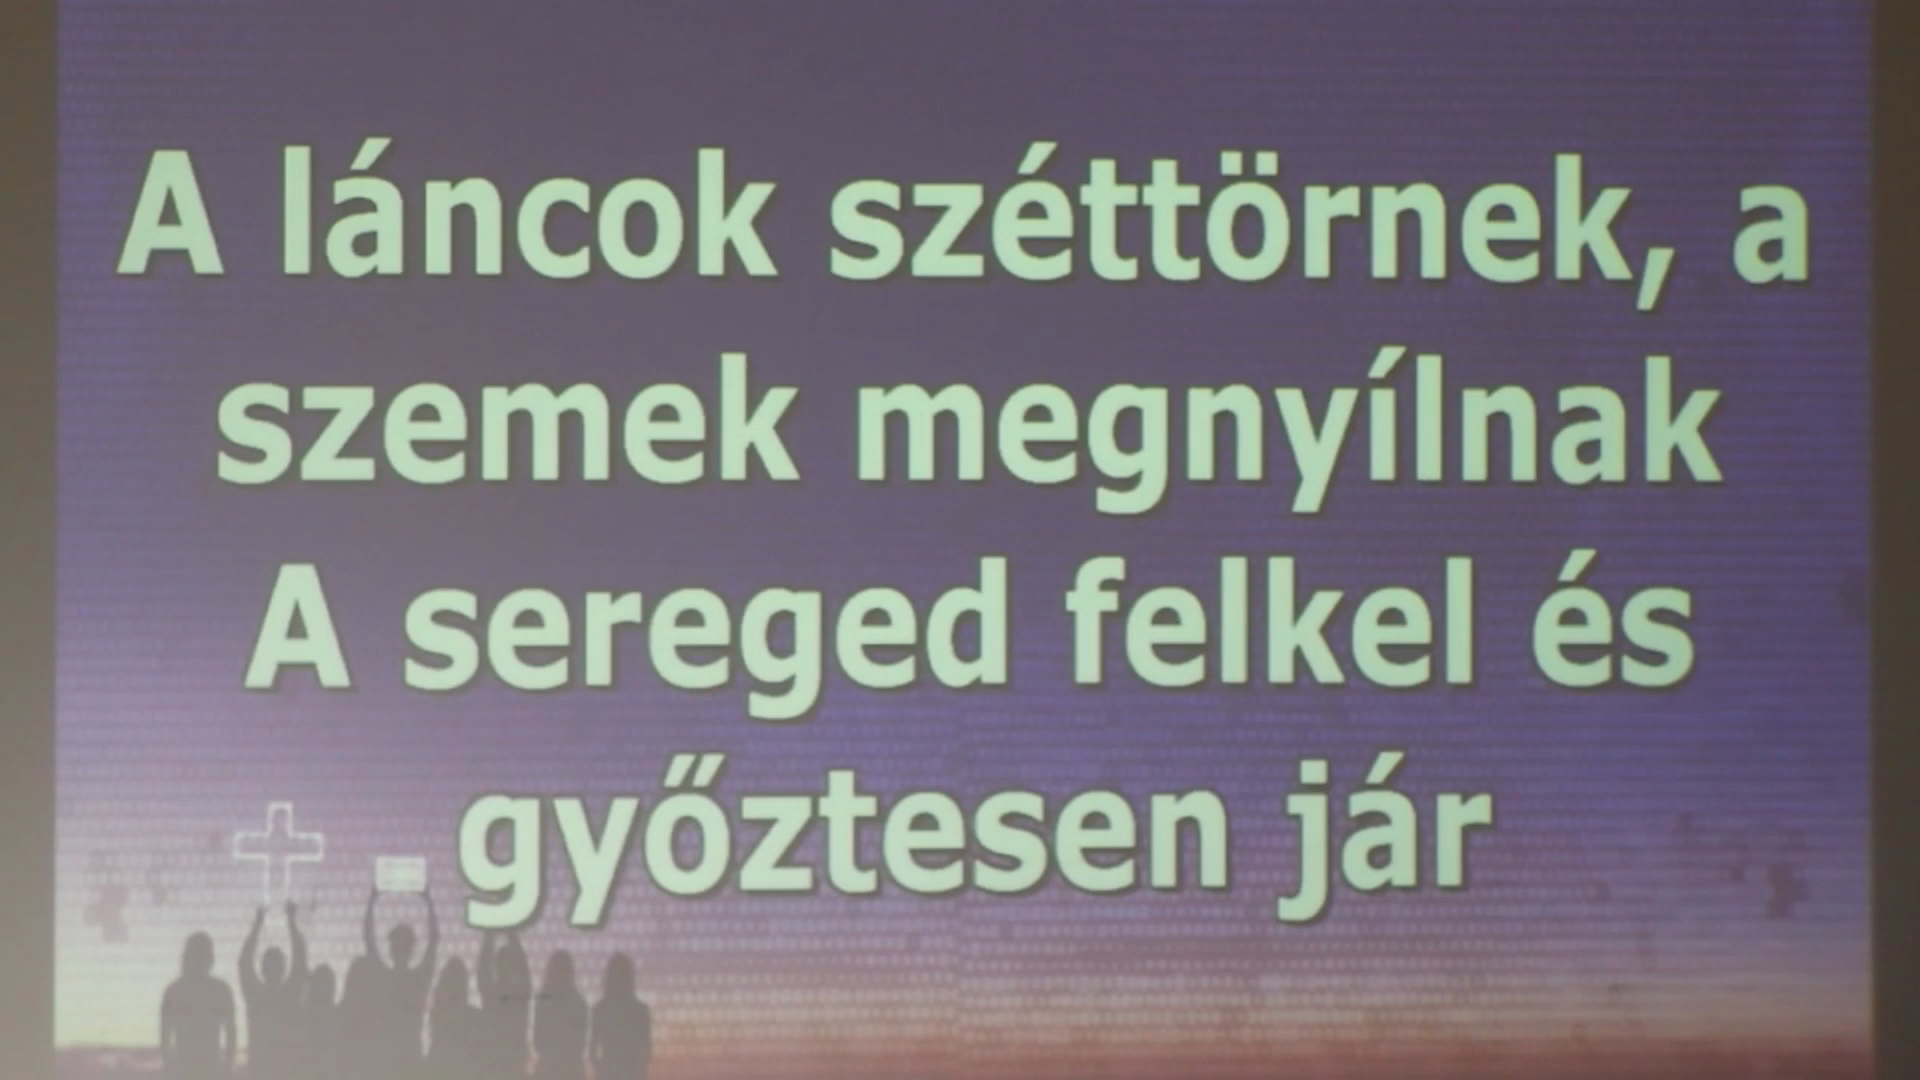 A láncok széttörnek, a
szemek megnyílnak
A sereged felkel és
győztesen jár